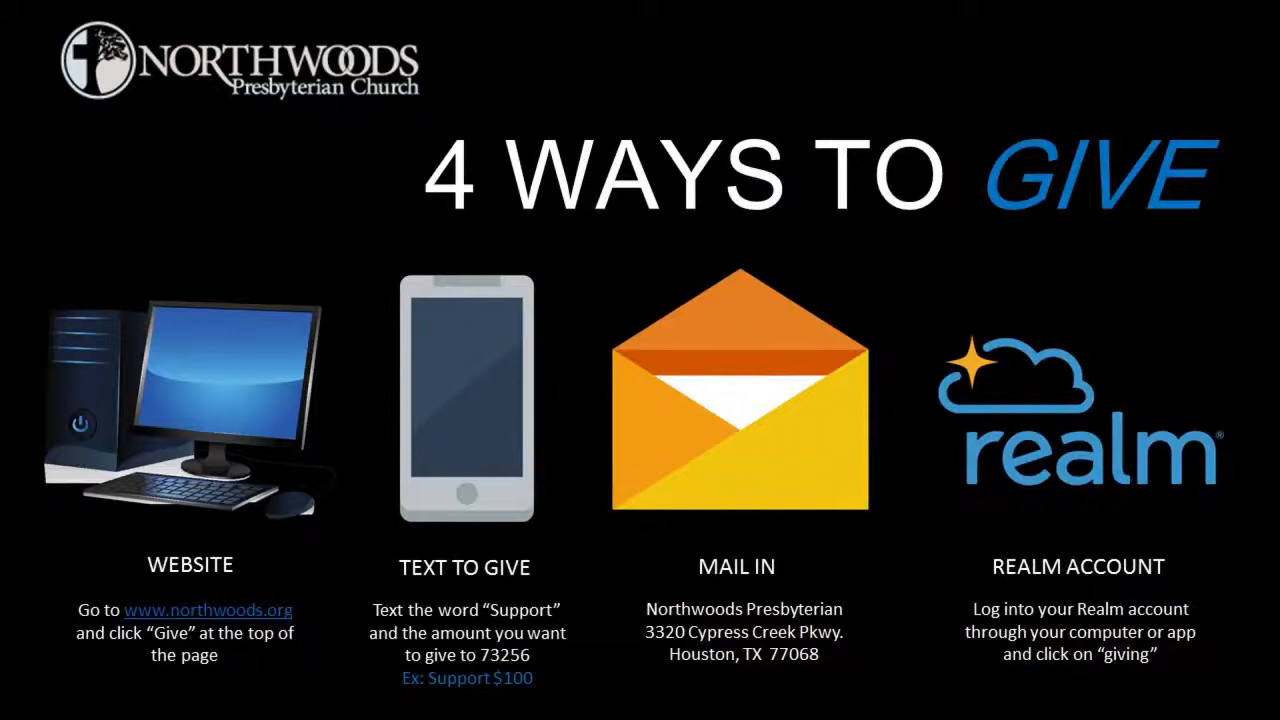 NORTHWOODS
Presbyterian Church
4 WAYS TO GIVE
realm®
WEBSITE
Go to www.northwoods.org
and click “Give” at the top of
the page
TEXT TO GIVE
Text the word “Support”
and the amount you want
to give to 73256
Ex: Support $100
MAIL IN
Northwoods Presbyterian
3320 Cypress Creek Pkwy.
Houston, TX  77068
REALM ACCOUNT
Log into your Realm account
through your computer or app
and click on “giving”